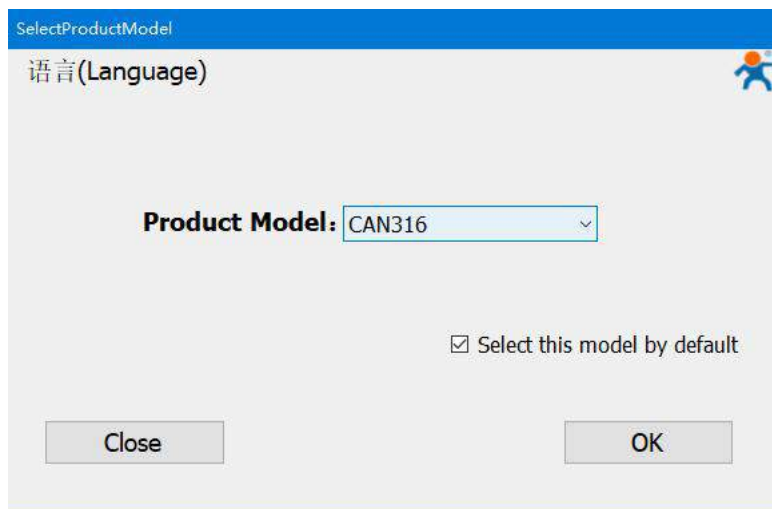 SelectProductModel
语言(Language)
Product Model: CAN316
Select this model by default
Close OK